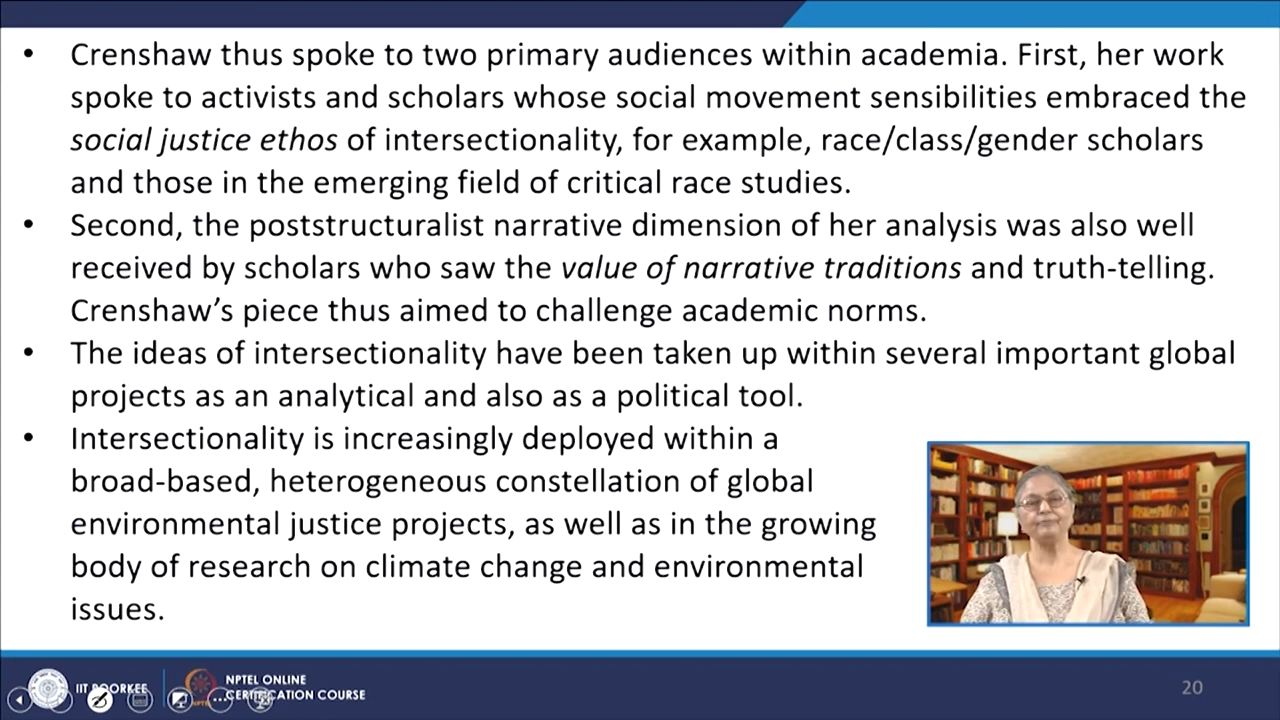 • Crenshaw thus spoke to two primary audiences within academia. First, her work
spoke to activists and scholars whose social movement sensibilities embraced the
social justice ethos of intersectionality, for example, race/class/gender scholars
and those in the emerging field of critical race studies.
• Second, the poststructuralist narrative dimension of her analysis was also well
received by scholars who saw the value of narrative traditions and truth-telling.
Crenshaw’s piece thus aimed to challenge academic norms.
• The ideas of intersectionality have been taken up within several important global
projects as an analytical and also as a political tool.
• Intersectionality is increasingly deployed within a
broad-based, heterogeneous constellation of global
environmental justice projects, as well as in the growing
body of research on climate change and environmental
issues.
IIT ROORKEE
NPTEL ONLINE
CERTIFICATION COURSE
20